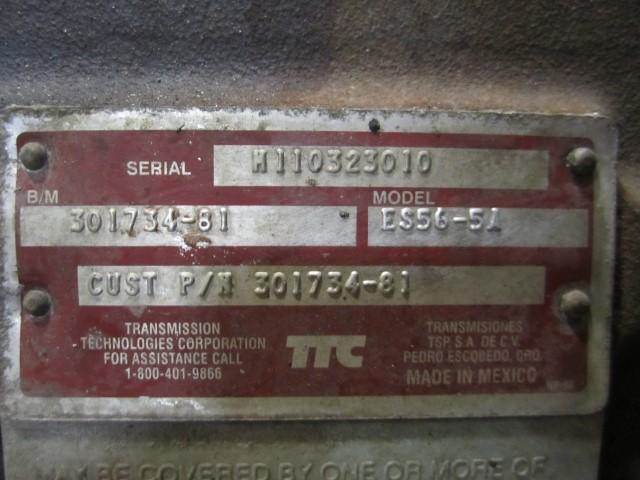 SERIAL H110323010
B/M MODEL
301734-81 ES56-5A
CUST P/N 301734-81
TRANSMISSION
TECHNOLOGIES CORPORATION
FOR ASSISTANCE CALL
1-800-401-9866
TTC
TRANSMISIONES
TSP, S.A. DE C.V.
PEDRO ESCOBEDO, QRO.
MADE IN MEXICO
MAY BE COVERED BY ONE OR MORE OF